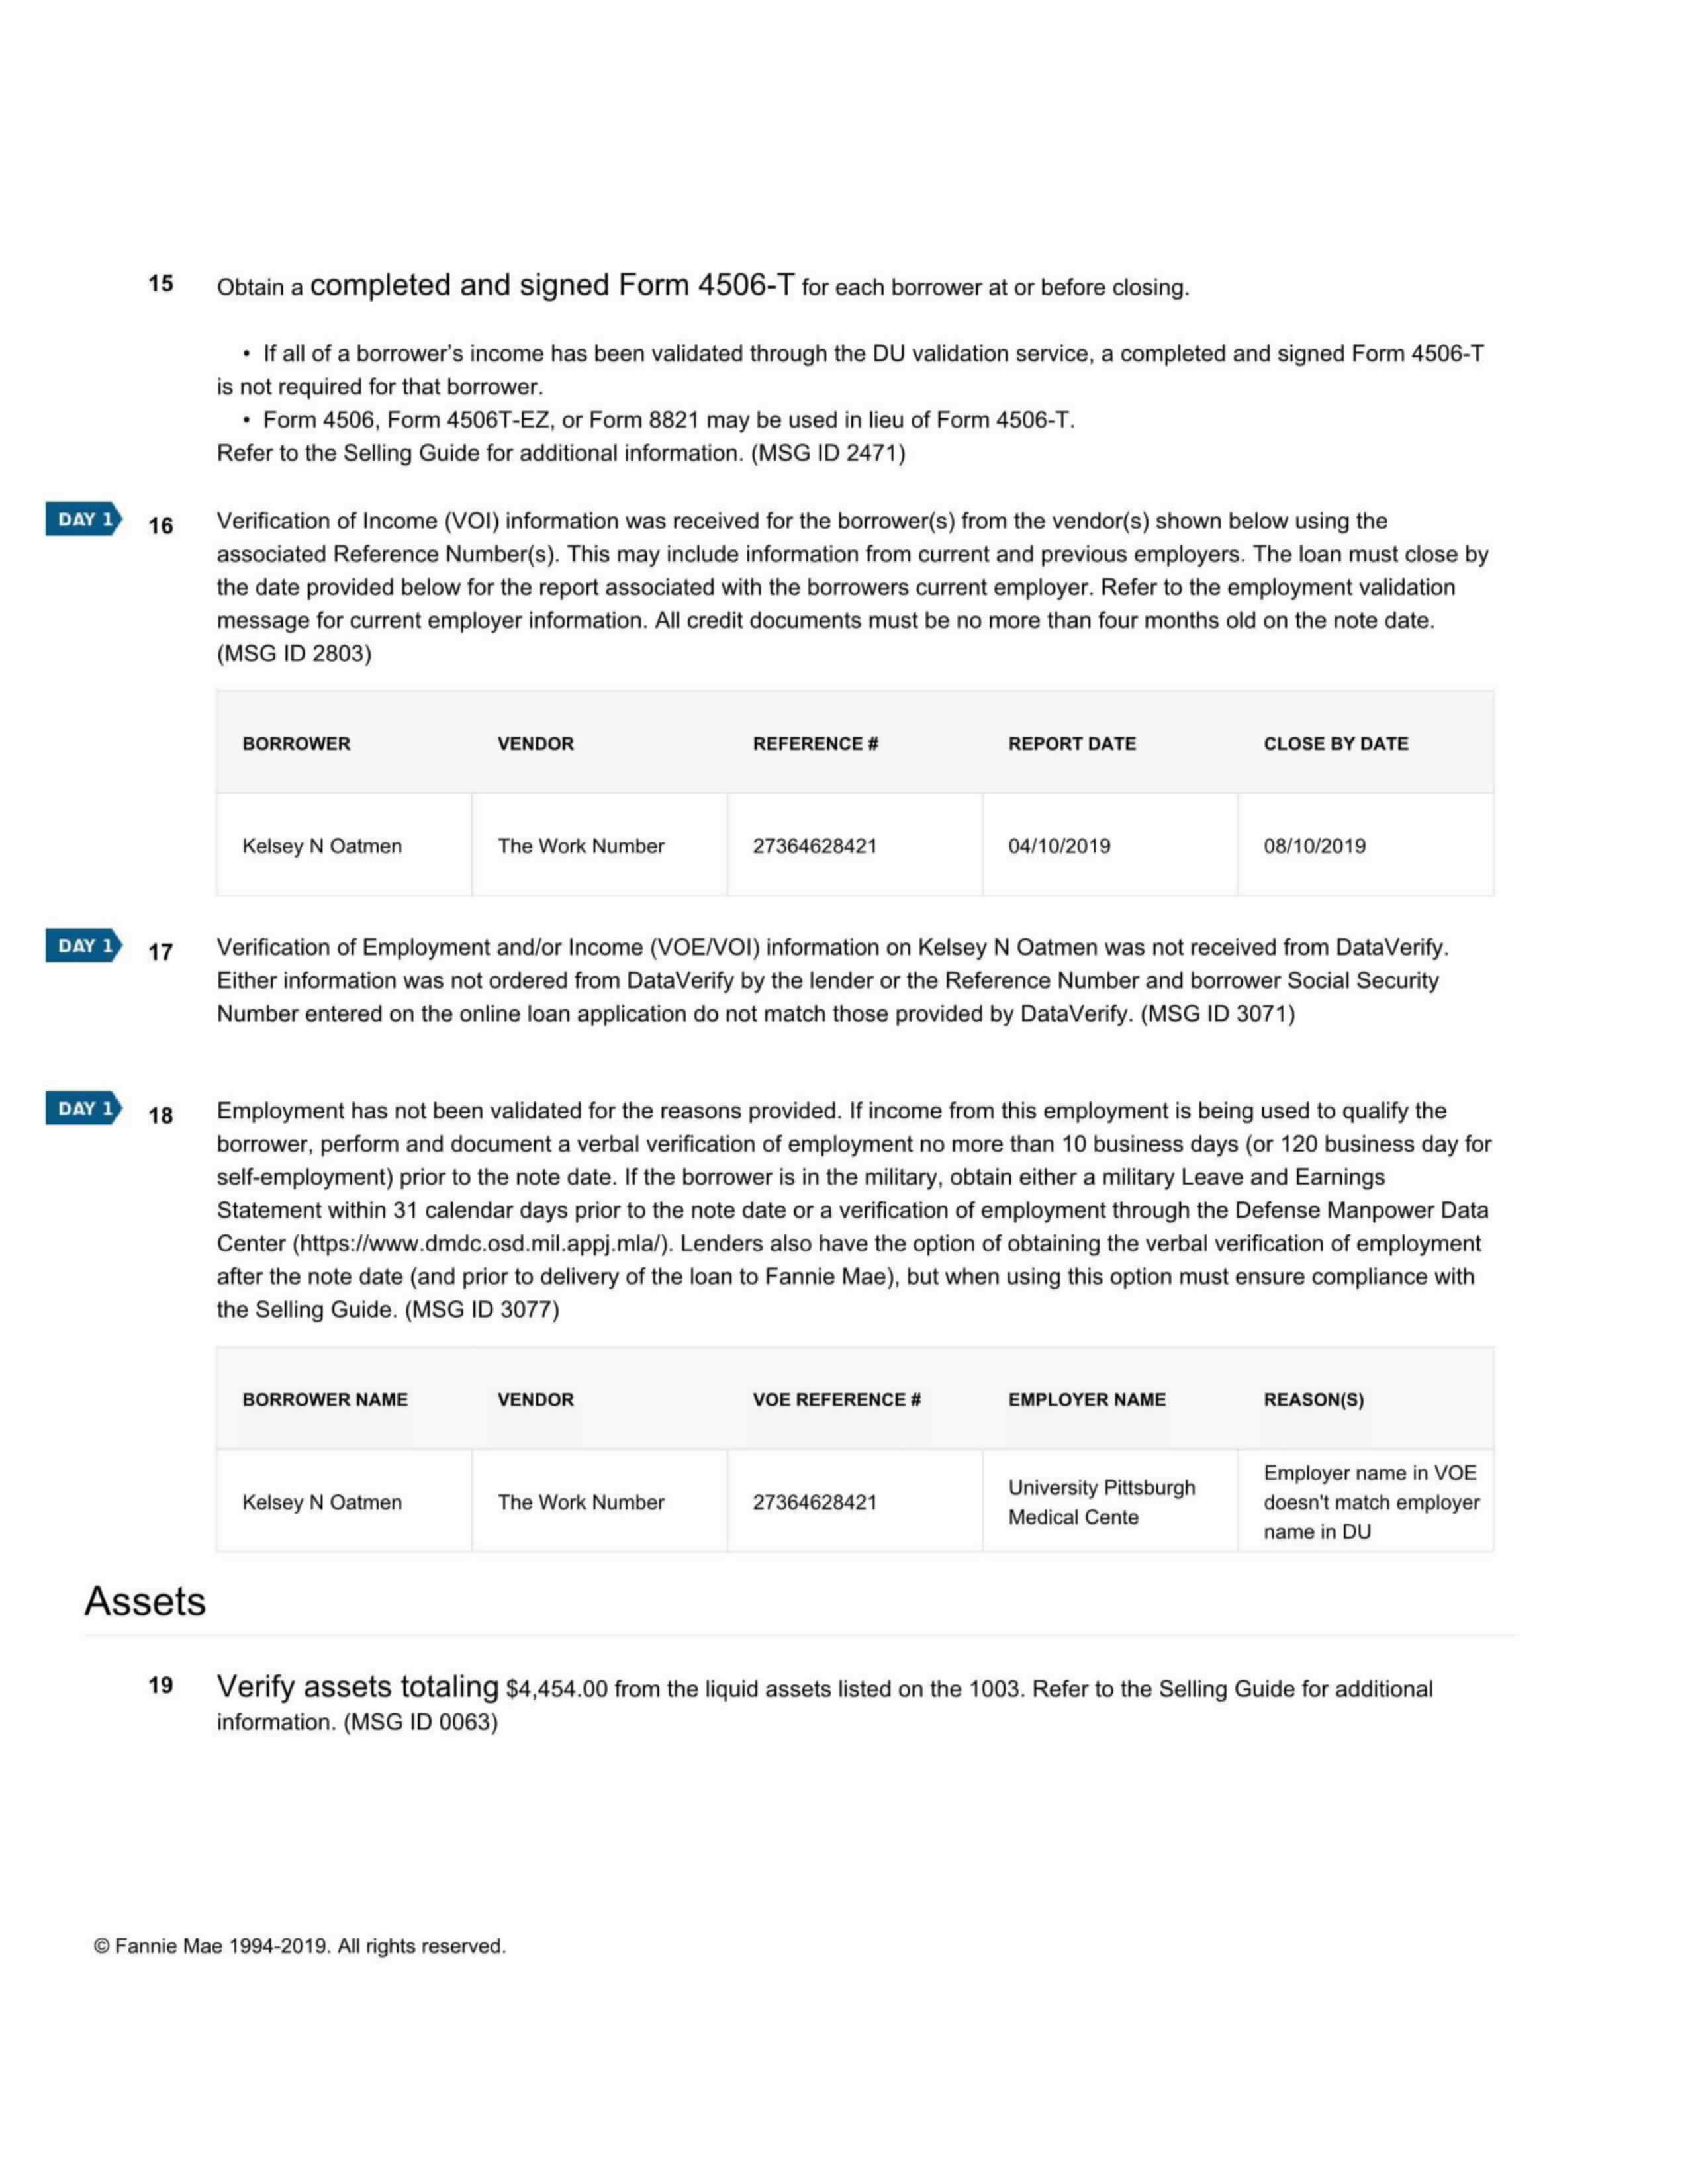 15 Obtain a completed and signed Form 4506-T for each borrower at or before closing.
• If all of a borrower's income has been validated through the DU validation service, a completed and signed Form 4506-T
is not required for that borrower.
• Form 4506, Form 4506T-EZ, or Form 8821 may be used in lieu of Form 4506-T.
Refer to the Selling Guide for additional information. (MSG ID 2471)
DAY 1 16 Verification of Income (VOI) information was received for the borrower(s) from the vendor(s) shown below using the
associated Reference Number(s). This may include information from current and previous employers. The loan must close by
the date provided below for the report associated with the borrowers current employer. Refer to the employment validation
message for current employer information. All credit documents must be no more than four months old on the note date.
(MSG ID 2803)
BORROWER VENDOR REFERENCE # REPORT DATE CLOSE BY DATE
Kelsey N Oatmen The Work Number 27364628421 04/10/2019 08/10/2019
DAY 1 17 Verification of Employment and/or Income (VOE/VOI) information on Kelsey N Oatmen was not received from DataVerify.
Either information was not ordered from DataVerify by the lender or the Reference Number and borrower Social Security
Number entered on the online loan application do not match those provided by DataVerify. (MSG ID 3071)
DAY 1 18 Employment has not been validated for the reasons provided. If income from this employment is being used to qualify the
borrower, perform and document a verbal verification of employment no more than 10 business days (or 120 business day for
self-employment) prior to the note date. If the borrower is in the military, obtain either a military Leave and Earnings
Statement within 31 calendar days prior to the note date or a verification of employment through the Defense Manpower Data
Center (https://www.dmdc.osd.mil.appj.mla/). Lenders also have the option of obtaining the verbal verification of employment
after the note date (and prior to delivery of the loan to Fannie Mae), but when using this option must ensure compliance with
the Selling Guide. (MSG ID 3077)
BORROWER NAME VENDOR VOE REFERENCE # EMPLOYER NAME REASON(S)
Kelsey N Oatmen The Work Number 27364628421
University Pittsburgh
Medical Cente
Employer name in VOE
doesn't match employer
name in DU
Assets
19 Verify assets totaling $4,454.00 from the liquid assets listed on the 1003. Refer to the Selling Guide for additional
information. (MSG ID 0063)
© Fannie Mae 1994-2019. All rights reserved.